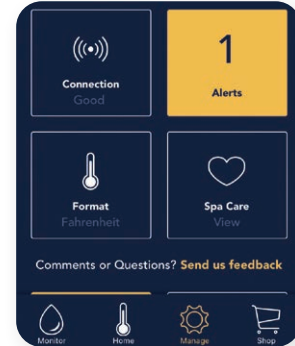 1
Connection
Good
Alerts
Format
Fahrenheit
Spa Care
View
Comments or Questions? Send us feedback
Monitor
Home
Manage
Shop